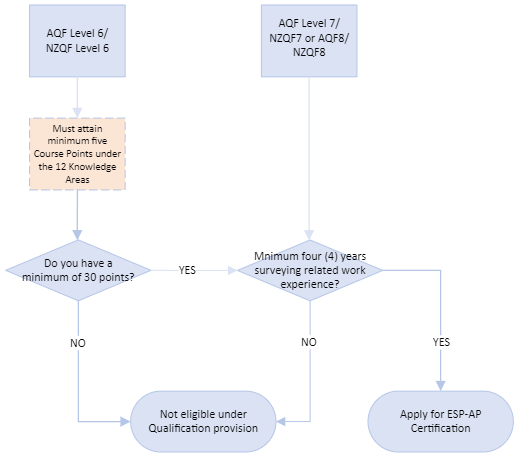 AQF Level 6/
NZQF Level 6
AQF Level 7/
NZQF7 or AQF8/
NZQF8
Must attain
minimum five
Course Points under
the 12 Knowledge
Areas
Do you have a
minimum of 30 points?
YES
Mnimum four (4) years
surveying related work
experience?
NO
NO
YES
Not eligible under
Qualification provision
Apply for ESP-AP
Certification